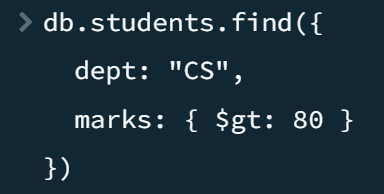 > db.students.find({
dept: "CS",
marks: { $gt: 80 }
})